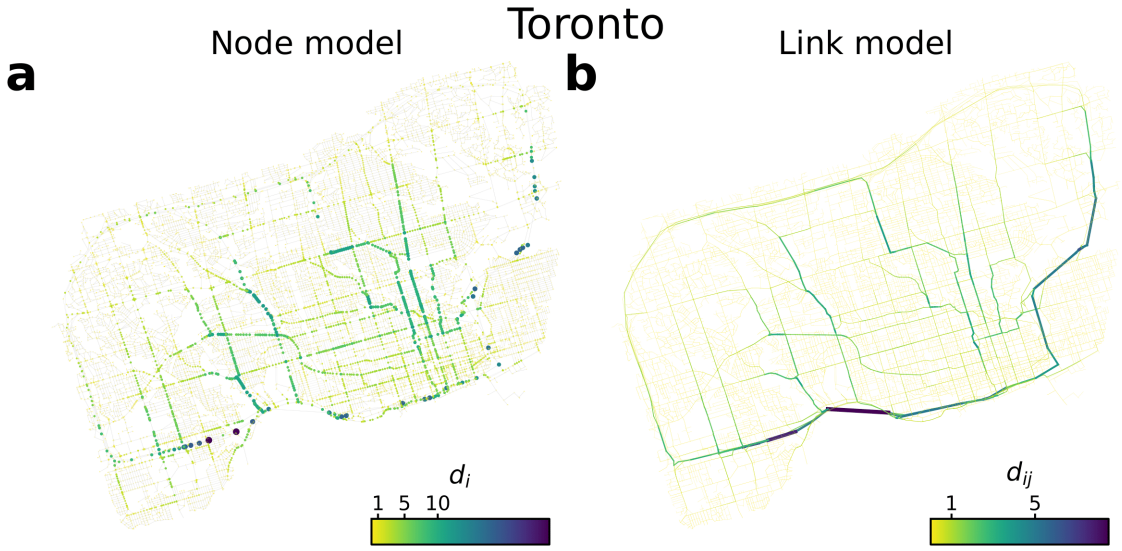 Toronto
Node model
Link model
a
b
d_i
1 5 10
d_ij
1 5